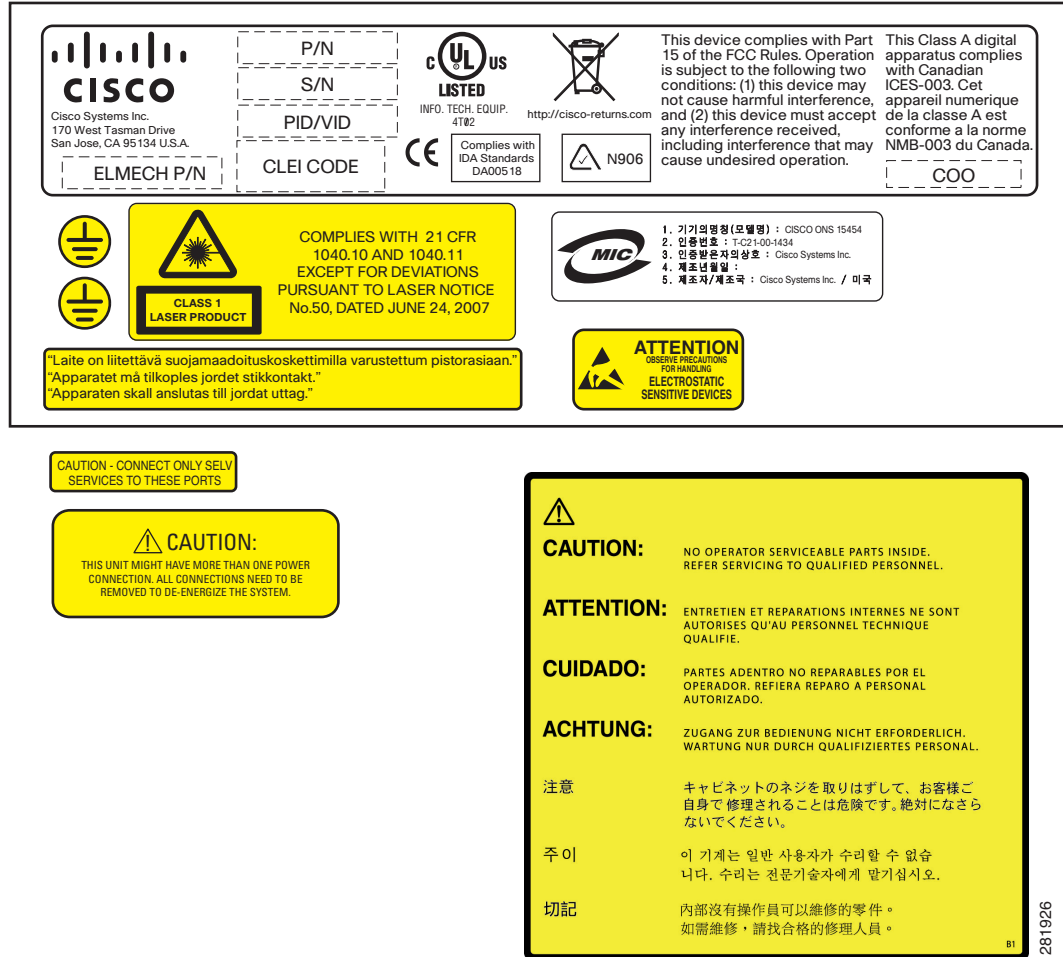 CISCO
Cisco Systems Inc.
170 West Tasman Drive
San Jose, CA 95134 U.S.A.
ELMECH P/N
P/N
S/N
PID/VID
CLEI CODE
C UL US
LISTED
INFO. TECH. EQUIP.
4T02
CE
Complies with
IDA Standards
DA00518
http://cisco-returns.com
N906
This device complies with Part
15 of the FCC Rules. Operation
is subject to the following two
conditions: (1) this device may
not cause harmful interference,
and (2) this device must accept
any interference received,
including interference that may
cause undesired operation.
This Class A digital
apparatus complies
with Canadian
ICES-003. Cet
appareil numerique
de la classe A est
conforme a la norme
NMB-003 du Canada.
COO
CLASS 1
LASER PRODUCT
COMPLIES WITH 21 CFR
1040.10 AND 1040.11
EXCEPT FOR DEVIATIONS
PURSUANT TO LASER NOTICE
No.50, DATED JUNE 24, 2007
MIC
1. 기기의명칭(모델명) : CISCO ONS 15454
2. 인증번호 : T-C21-00-1434
3. 인증받은자의상호 : Cisco Systems Inc.
4. 제조년월일 :
5. 제조자/제조국 : Cisco Systems Inc. / 미국
"Laite on liitettävä suojamaadoituskoskettimilla varustettum pistorasiaan."
"Apparatet må tilkoples jordet stikkontakt."
"Apparaten skall anslutas till jordat uttag."
ATTENTION
OBSERVE PRECAUTIONS
FOR HANDLING
ELECTROSTATIC
SENSITIVE DEVICES
CAUTION - CONNECT ONLY SELV
SERVICES TO THESE PORTS
CAUTION:
THIS UNIT MIGHT HAVE MORE THAN ONE POWER
CONNECTION. ALL CONNECTIONS NEED TO BE
REMOVED TO DE-ENERGIZE THE SYSTEM.
CAUTION: NO OPERATOR SERVICEABLE PARTS INSIDE.
REFER SERVICING TO QUALIFIED PERSONNEL.
ATTENTION: ENTRETIEN ET REPARATIONS INTERNES NE SONT
AUTORISES QU'AU PERSONNEL TECHNIQUE
QUALIFIE.
CUIDADO: PARTES ADENTRO NO REPARABLES POR EL
OPERADOR. REFIERA REPARO A PERSONAL
AUTORIZADO.
ACHTUNG: ZUGANG ZUR BEDIENUNG NICHT ERFORDERLICH.
WARTUNG NUR DURCH QUALIFIZIERTES PERSONAL.
注意 キャビネットのネジを取りはずして、お客様ご
自身で修理されることは危険です。絶対になさら
ないでください。
주이 이 기계는 일반 사용자가 수리할 수 없습
니다. 수리는 전문기술자에게 맡기십시오.
切記 內部沒有操作員可以維修的零件。
如需維修，請找合格的修理人員。
B1
281926